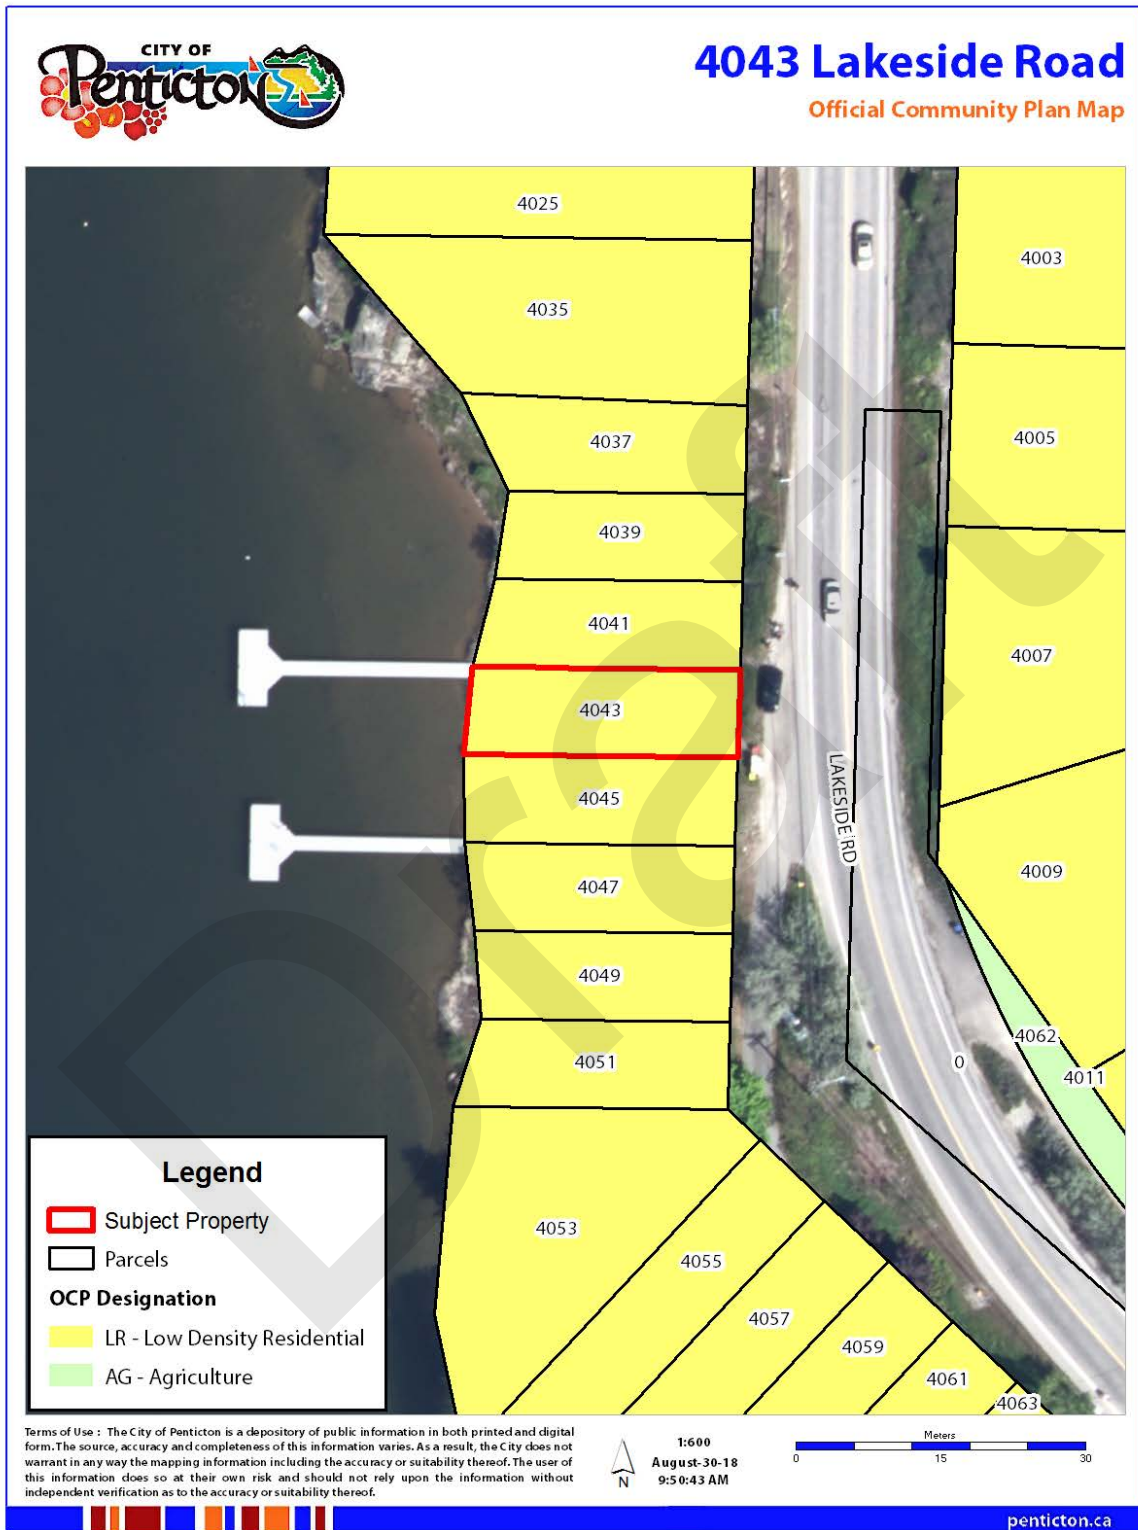 CITY OF
Penticton
4043 Lakeside Road
Official Community Plan Map
4025
4003
4035
4005
4037
4039
4041
4007
4043
4045
LAKESIDE RD
4047
4009
4049
4062
4051
0
4011
4053
4055
4057
4059
4061
4063
Draft
Legend
Subject Property
Parcels
OCP Designation
LR - Low Density Residential
AG - Agriculture
Terms of Use : The City of Penticton is a depository of public information in both printed and digital
form. The source, accuracy and completeness of this information varies. As a result, the City does not
warrant in any way the mapping information including the accuracy or suitability thereof. The user of
this information does so at their own risk and should not rely upon the information without
independent verification as to the accuracy or suitability thereof.
N
1:600
August-30-18
9:50:43 AM
Meters
0 15 30
penticton.ca